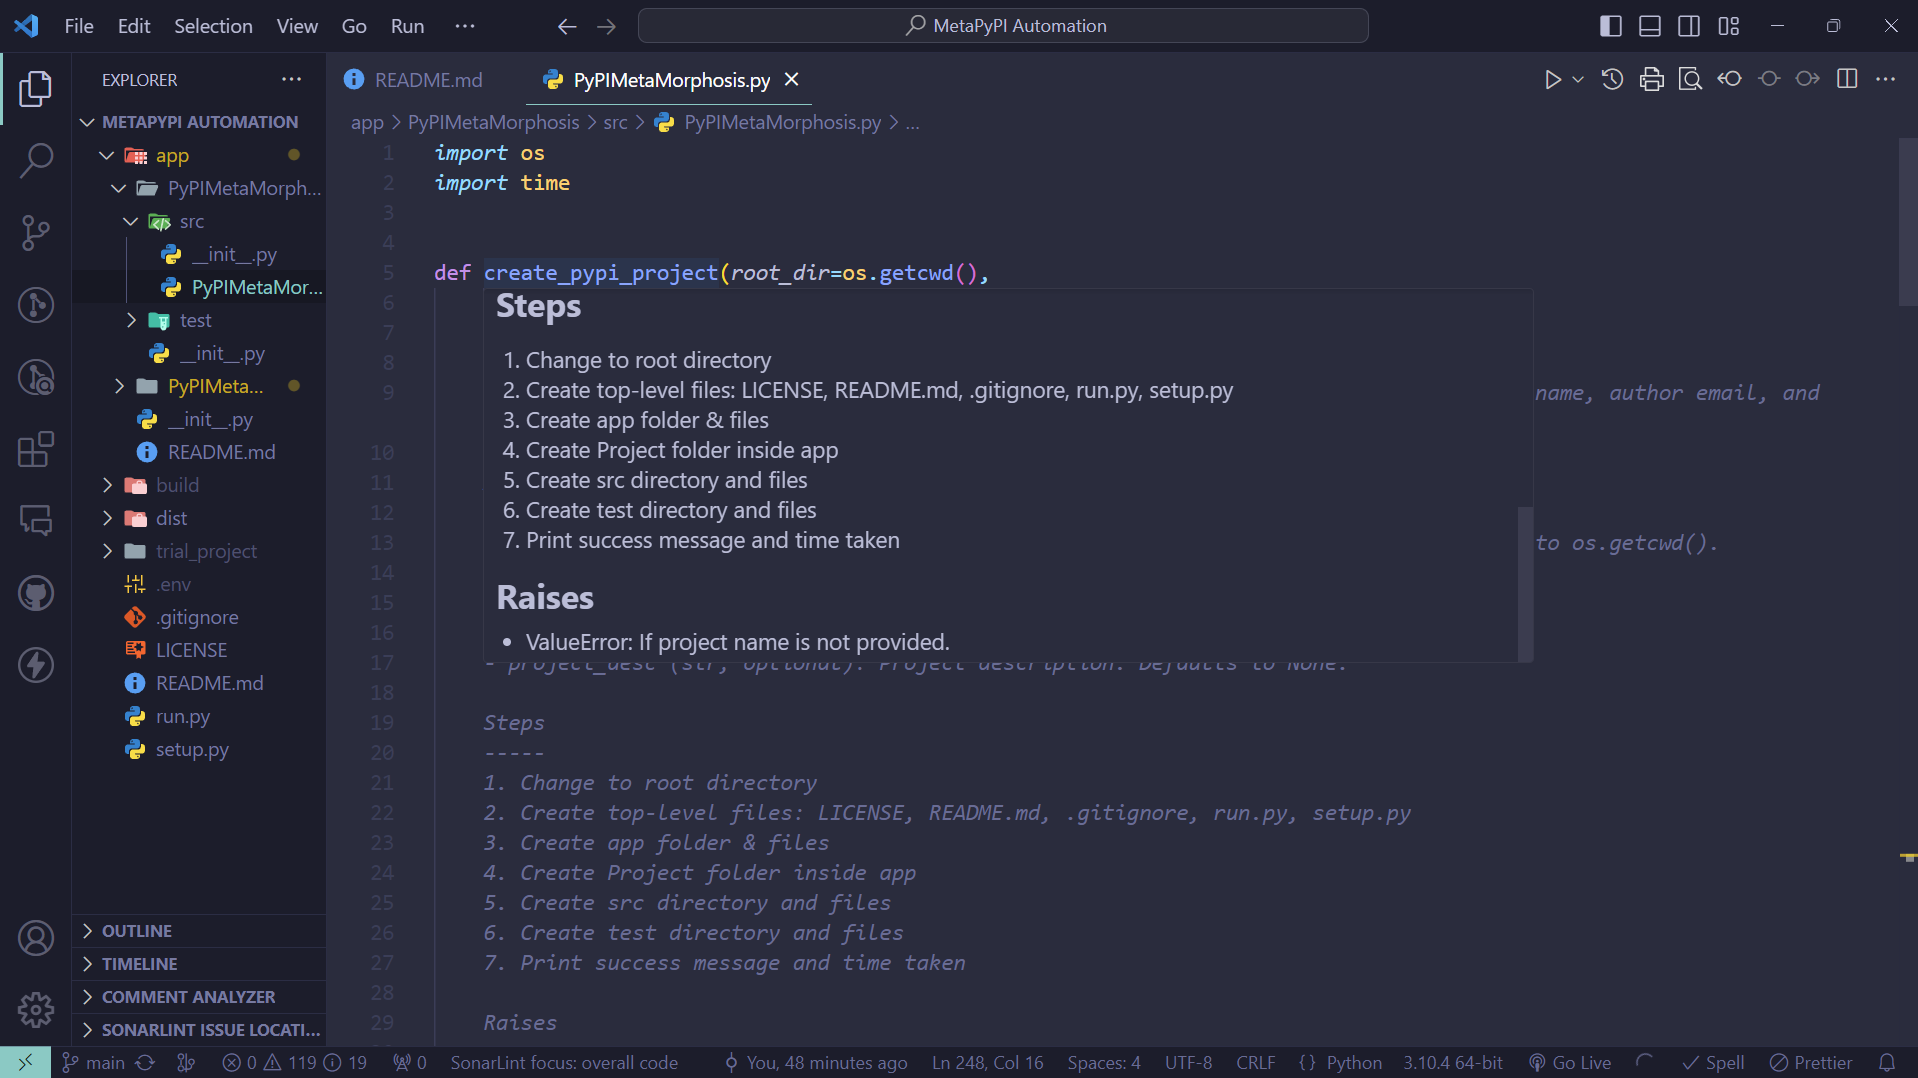 File Edit Selection View Go Run ···
MetaPyPI Automation
EXPLORER
METAPYPI AUTOMATION
app
PyPIMetaMorph...
src
__init__.py
PyPIMetaMor...
test
__init__.py
PyPIMeta...
__init__.py
README.md
build
dist
trial_project
.env
.gitignore
LICENSE
README.md
run.py
setup.py
OUTLINE
TIMELINE
COMMENT ANALYZER
SONARLINT ISSUE LOCATI...
README.md PyPIMetaMorphosis.py
app > PyPIMetaMorphosis > src > PyPIMetaMorphosis.py > ...
1 import os
2 import time
3
4
5 def create_pypi_project(root_dir=os.getcwd(),
6
7
8
9 name, author email, and
10
11
12
13 to os.getcwd().
14
15
16
17 - project_desc (str, optional): Project description. Defaults to None.
18
19 Steps
20 -----
21 1. Change to root directory
22 2. Create top-level files: LICENSE, README.md, .gitignore, run.py, setup.py
23 3. Create app folder & files
24 4. Create Project folder inside app
25 5. Create src directory and files
26 6. Create test directory and files
27 7. Print success message and time taken
28
29 Raises
Steps
1. Change to root directory
2. Create top-level files: LICENSE, README.md, .gitignore, run.py, setup.py
3. Create app folder & files
4. Create Project folder inside app
5. Create src directory and files
6. Create test directory and files
7. Print success message and time taken
Raises
• ValueError: If project name is not provided.
main 0 119 19 0 SonarLint focus: overall code You, 48 minutes ago Ln 248, Col 16 Spaces: 4 UTF-8 CRLF {} Python 3.10.4 64-bit Go Live Spell Prettier